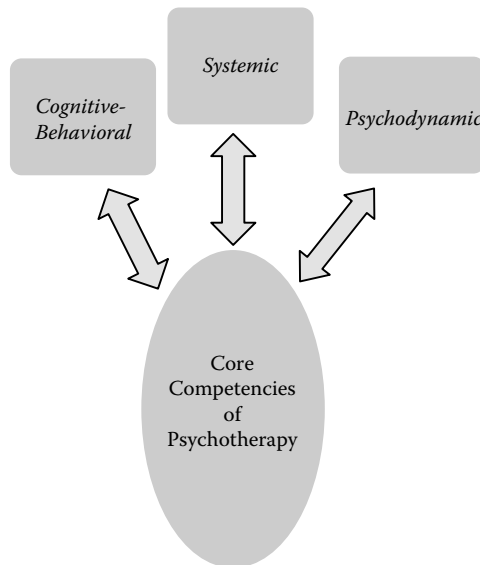 Systemic
Cognitive-
Behavioral
Psychodynamic
Core
Competencies
of
Psychotherapy